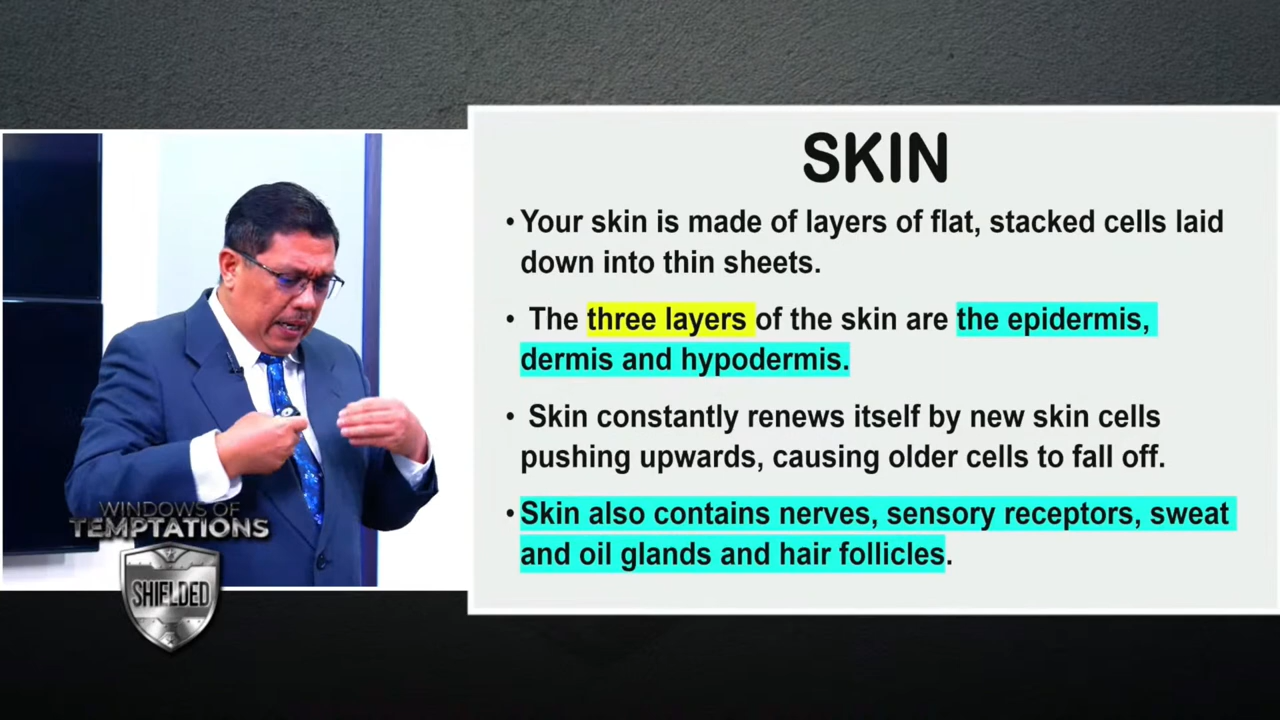 SKIN
• Your skin is made of layers of flat, stacked cells laid
down into thin sheets.
• The three layers of the skin are the epidermis,
dermis and hypodermis.
• Skin constantly renews itself by new skin cells
pushing upwards, causing older cells to fall off.
• Skin also contains nerves, sensory receptors, sweat
and oil glands and hair follicles.
WINDOWS OF
TEMPTATIONS
SHIELDED